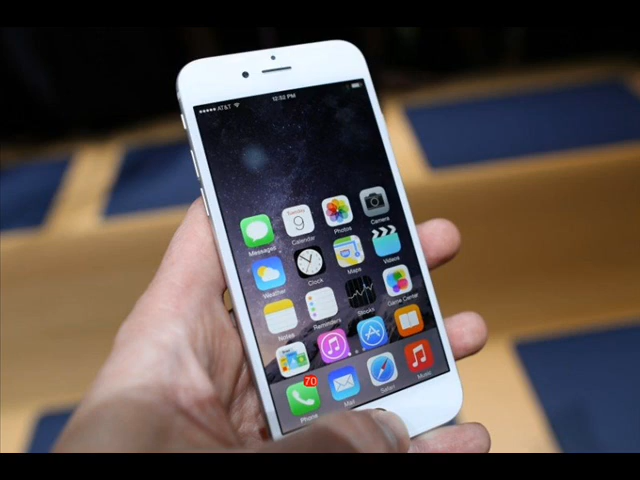 AT&T 12:33 PM
Tuesday
9
Messages Calendar Photos Camera
Weather Clock Maps Videos
Notes Reminders Stocks Game Center
70
Phone Mail Safari Music